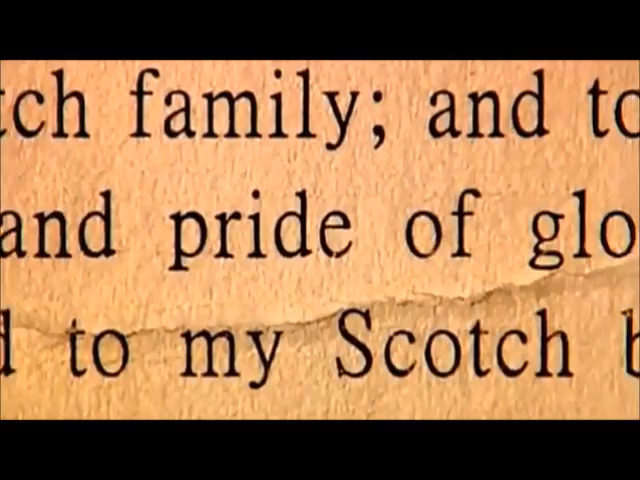 tch family; and to
and pride of glo
d to my Scotch b